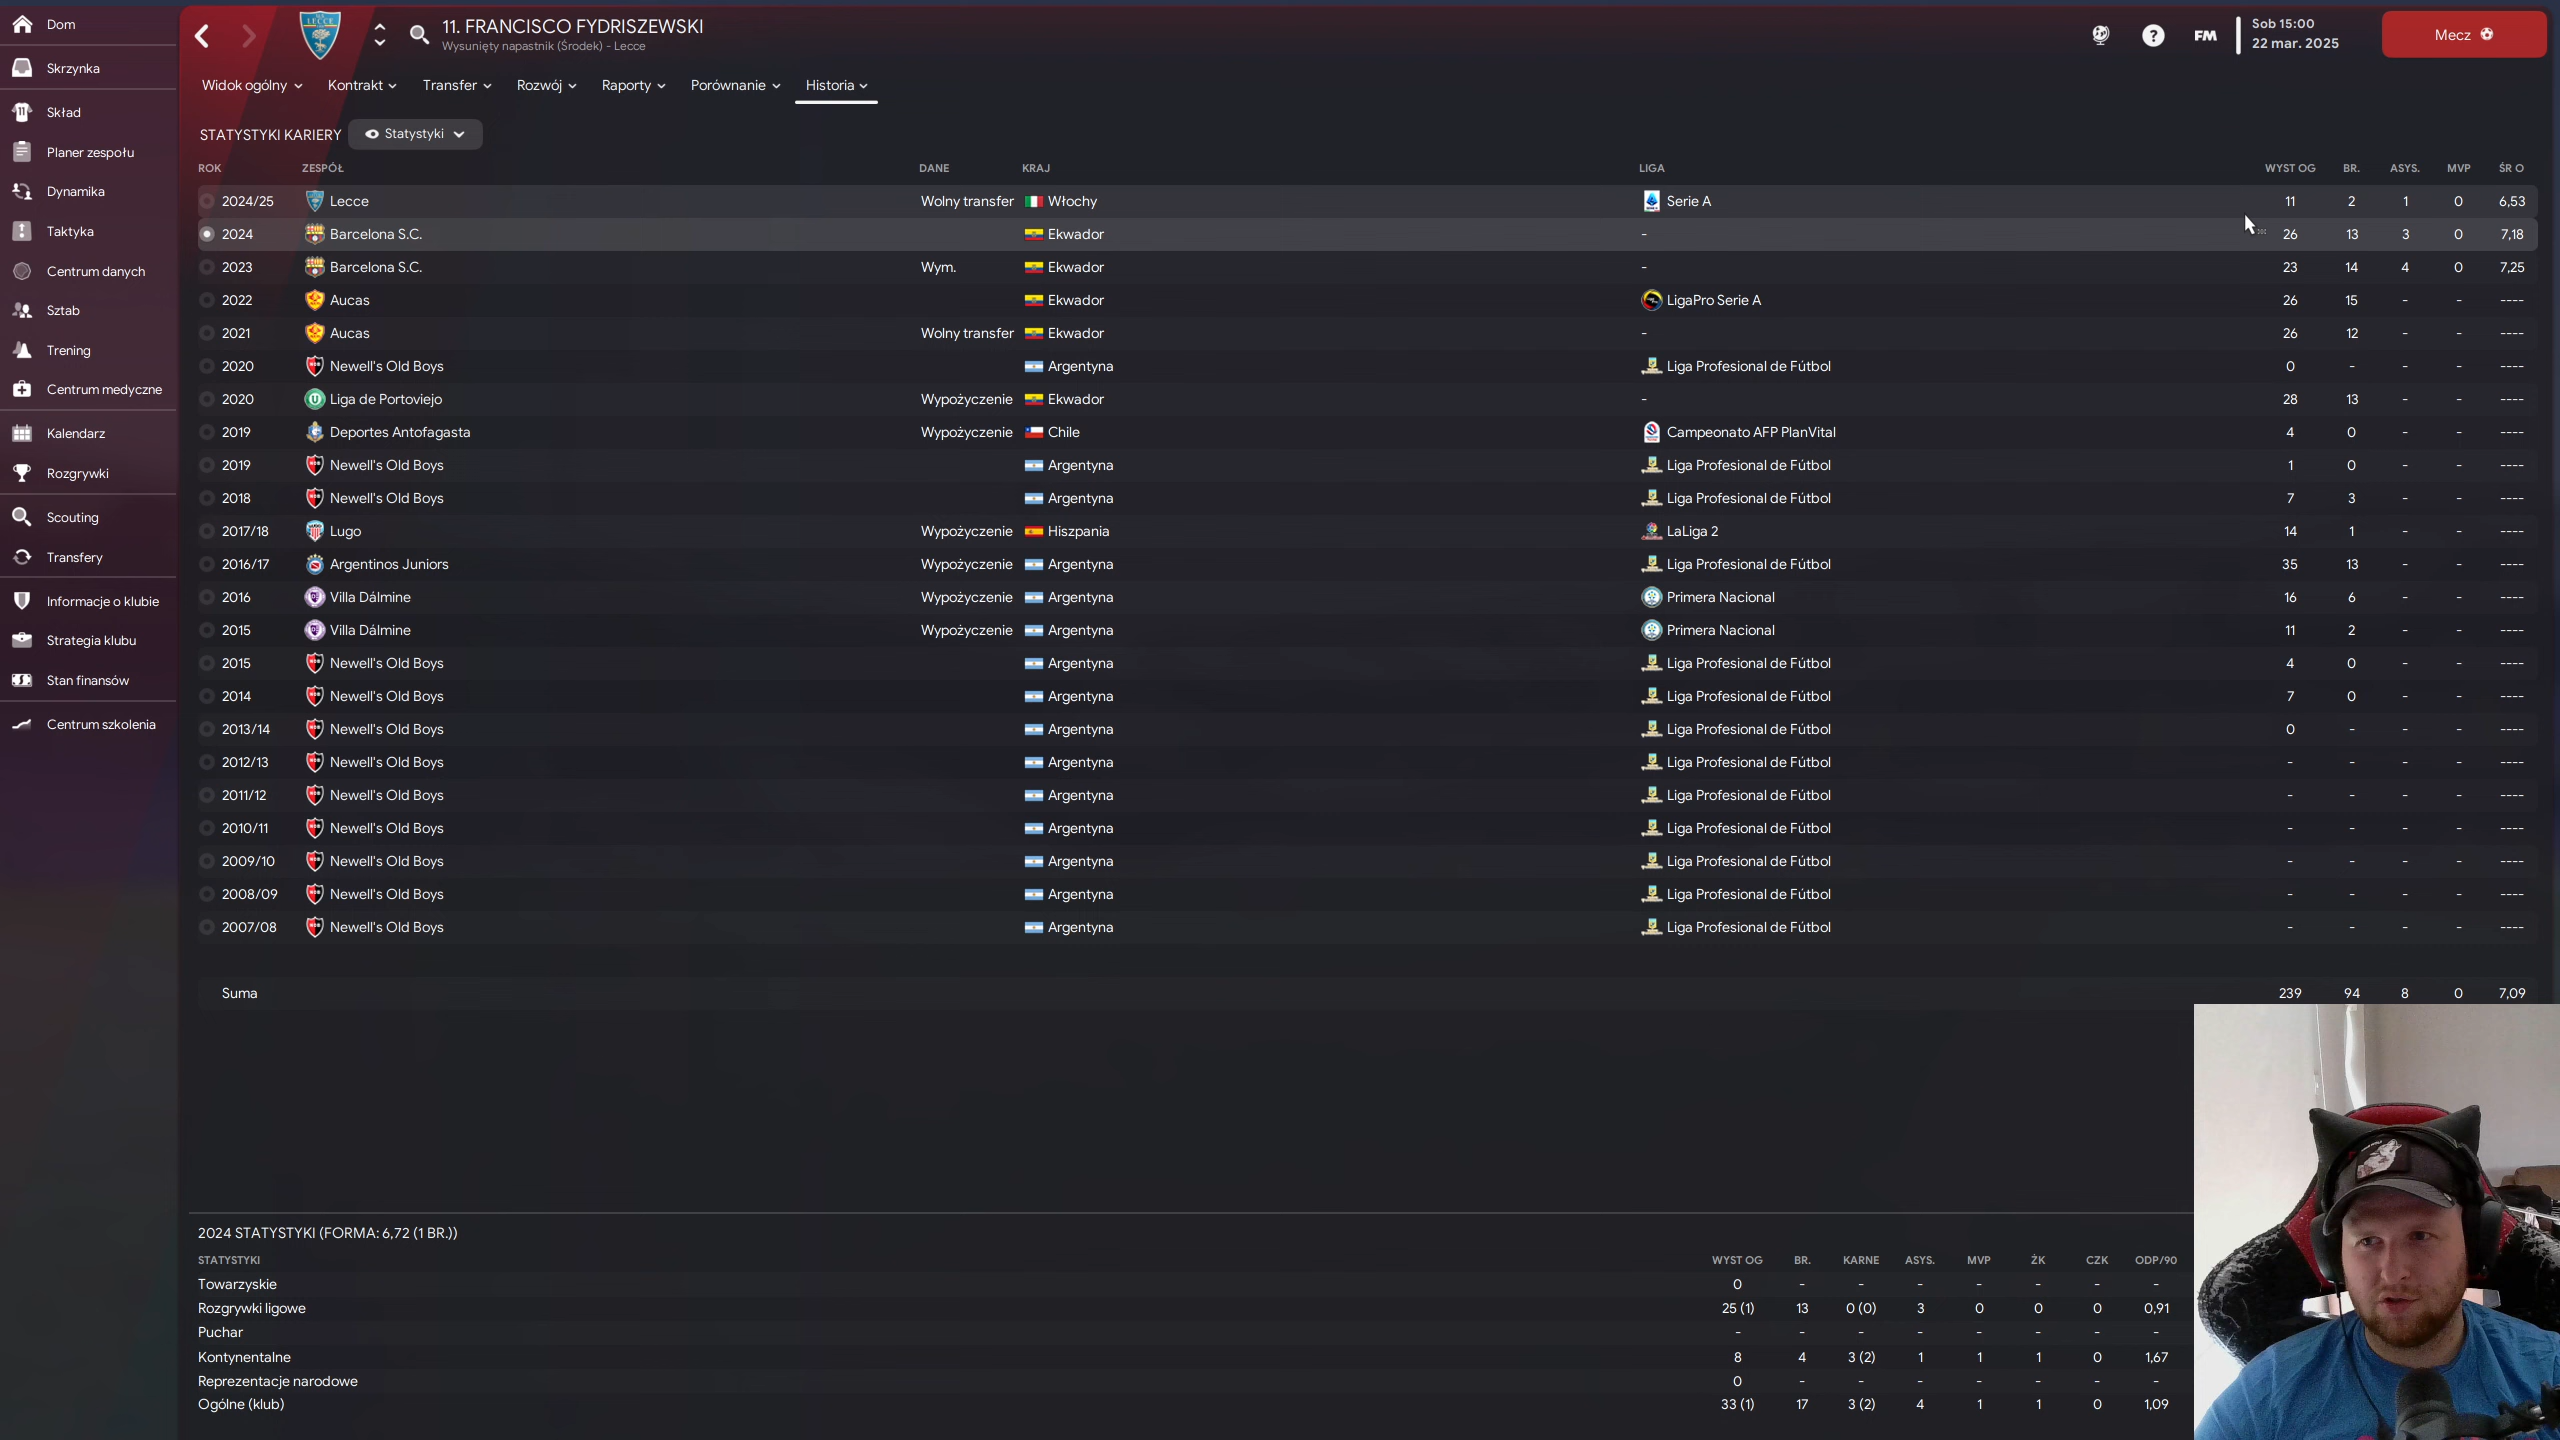 Dom
Skrzynka
Skład
Planer zespołu
Dynamika
Taktyka
Centrum danych
Sztab
Trening
Centrum medyczne
Kalendarz
Rozgrywki
Scouting
Transfery
Informacje o klubie
Strategia klubu
Stan finansów
Centrum szkolenia
11. FRANCISCO FYDRISZEWSKI
Wysunięty napastnik (Środek) - Lecce
FM
Sob 15:00
22 mar. 2025
Mecz
Widok ogólny Kontrakt Transfer Rozwój Raporty Porównanie Historia
STATYSTYKI KARIERY Statystyki
ROK ZESPÓŁ DANE KRAJ LIGA WYST OG BR. ASYS. MVP ŚR O
2024/25 Lecce Wolny transfer Włochy Serie A 11 2 1 0 6,53
2024 Barcelona S.C. Ekwador - 26 13 3 0 7,18
2023 Barcelona S.C. Wym. Ekwador - 23 14 4 0 7,25
2022 Aucas Ekwador LigaPro Serie A 26 15 - - ----
2021 Aucas Wolny transfer Ekwador - 26 12 - - ----
2020 Newell's Old Boys Argentyna Liga Profesional de Fútbol 0 - - - ----
2020 Liga de Portoviejo Wypożyczenie Ekwador - 28 13 - - ----
2019 Deportes Antofagasta Wypożyczenie Chile Campeonato AFP PlanVital 4 0 - - ----
2019 Newell's Old Boys Argentyna Liga Profesional de Fútbol 1 0 - - ----
2018 Newell's Old Boys Argentyna Liga Profesional de Fútbol 7 3 - - ----
2017/18 Lugo Wypożyczenie Hiszpania LaLiga 2 14 1 - - ----
2016/17 Argentinos Juniors Wypożyczenie Argentyna Liga Profesional de Fútbol 35 13 - - ----
2016 Villa Dálmine Wypożyczenie Argentyna Primera Nacional 16 6 - - ----
2015 Villa Dálmine Wypożyczenie Argentyna Primera Nacional 11 2 - - ----
2015 Newell's Old Boys Argentyna Liga Profesional de Fútbol 4 0 - - ----
2014 Newell's Old Boys Argentyna Liga Profesional de Fútbol 7 0 - - ----
2013/14 Newell's Old Boys Argentyna Liga Profesional de Fútbol 0 - - - ----
2012/13 Newell's Old Boys Argentyna Liga Profesional de Fútbol - - - - ----
2011/12 Newell's Old Boys Argentyna Liga Profesional de Fútbol - - - - ----
2010/11 Newell's Old Boys Argentyna Liga Profesional de Fútbol - - - - ----
2009/10 Newell's Old Boys Argentyna Liga Profesional de Fútbol - - - - ----
2008/09 Newell's Old Boys Argentyna Liga Profesional de Fútbol - - - - ----
2007/08 Newell's Old Boys Argentyna Liga Profesional de Fútbol - - - - ----
Suma 239 94 8 0 7,09
2024 STATYSTYKI (FORMA: 6,72 (1 BR.))
STATYSTYKI WYST OG BR. KARNE ASYS. MVP ŻK CZK ODP/90
Towarzyskie 0 - - - - - - -
Rozgrywki ligowe 25 (1) 13 0 (0) 3 0 0 0 0,91
Puchar - - - - - - - -
Kontynentalne 8 4 3 (2) 1 1 1 0 1,67
Reprezentacje narodowe 0 - - - - - - -
Ogólne (klub) 33 (1) 17 3 (2) 4 1 1 0 1,09